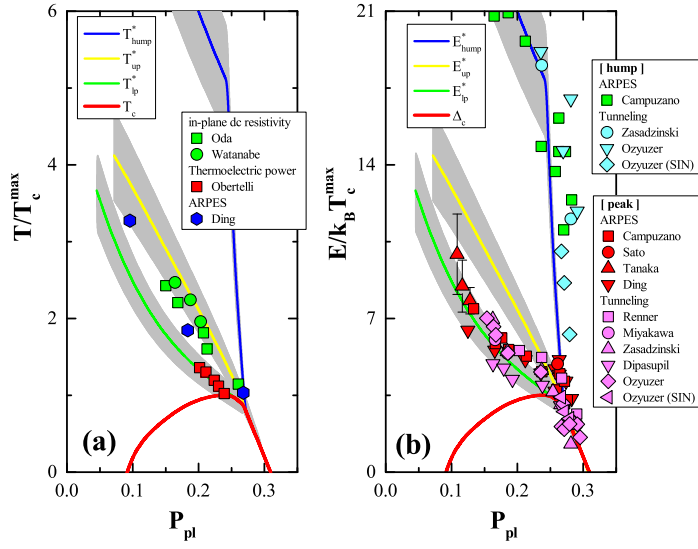 6
4
2
0
T/T_c^max
T*_hump
T*_up
T*_lp
T_c
in-plane dc resistivity
Oda
Watanabe
Thermoelectric power
Obertelli
ARPES
Ding
(a)
0.0
0.1
0.2
0.3
P_pl
21
14
7
0
E/k_B T_c^max
E*_hump
E*_up
E*_lp
Δ_c
(b)
0.0
0.1
0.2
0.3
P_pl
[ hump ]
ARPES
Campuzano
Tunneling
Zasadzinski
Ozyuzer
Ozyuzer (SIN)
[ peak ]
ARPES
Campuzano
Sato
Tanaka
Ding
Tunneling
Renner
Miyakawa
Zasadzinski
Dipasupil
Ozyuzer
Ozyuzer (SIN)